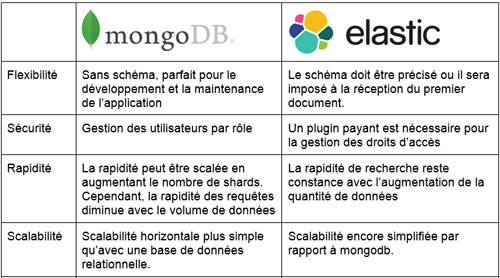 mongoDB®
elastic
Flexibilité
Sans schéma, parfait pour le
développement et la maintenance
de l'application
Le schéma doit être précisé ou il sera
imposé à la réception du premier
document.
Sécurité
Gestion des utilisateurs par rôle
Un plugin payant est nécessaire pour
la gestion des droits d'accès
Rapidité
La rapidité peut être scalée en
augmentant le nombre de shards.
Cependant, la rapidité des requêtes
diminue avec le volume de données
La rapidité de recherche reste
constance avec l'augmentation de la
quantité de données
Scalabilité
Scalabilité horizontale plus simple
qu'avec une base de données
relationnelle.
Scalabilité encore simplifiée par
rapport à mongodb.